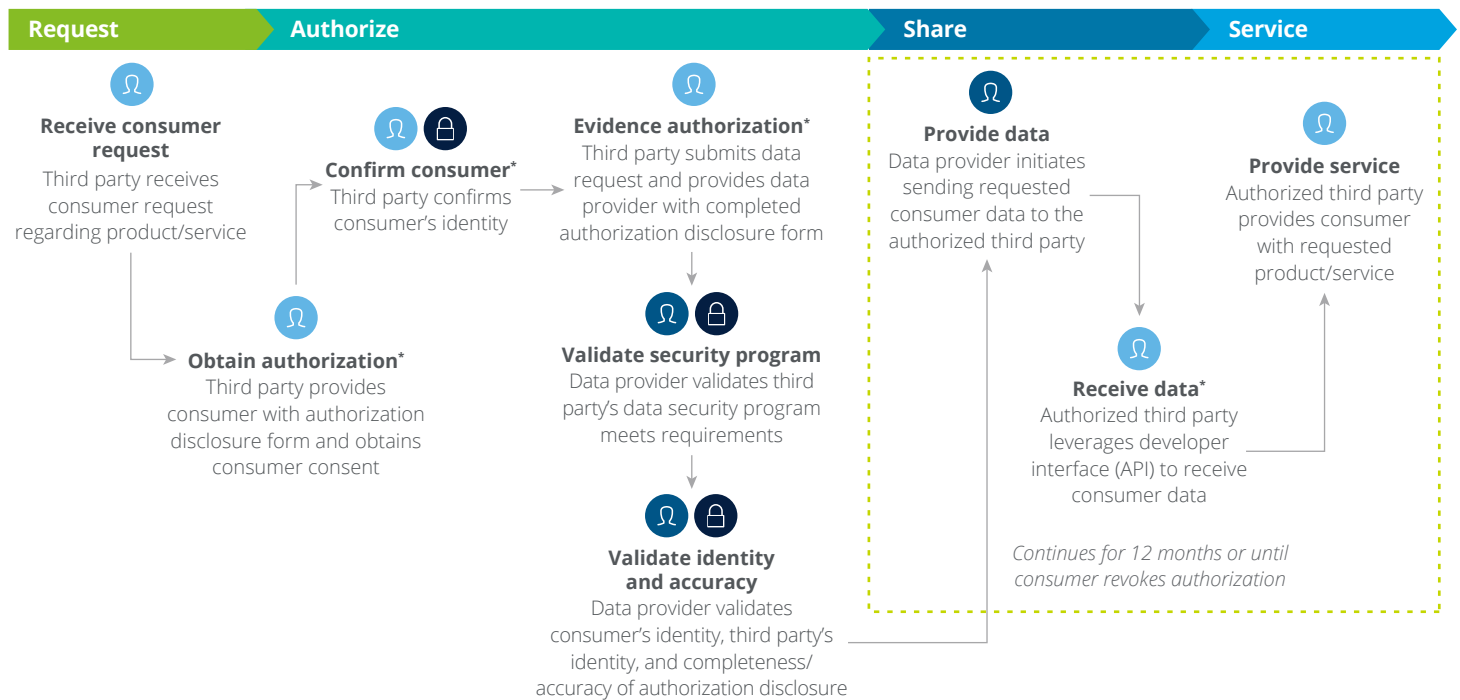 Request
Authorize
Share
Service
Receive consumer
request
Third party receives
consumer request
regarding product/service
Obtain authorization*
Third party provides
consumer with authorization
disclosure form and obtains
consumer consent
Confirm consumer*
Third party confirms
consumer’s identity
Evidence authorization*
Third party submits data
request and provides data
provider with completed
authorization disclosure form
Validate security program
Data provider validates third
party’s data security program
meets requirements
Validate identity
and accuracy
Data provider validates
consumer’s identity, third party’s
identity, and completeness/
accuracy of authorization disclosure
Provide data
Data provider initiates
sending requested
consumer data to the
authorized third party
Receive data*
Authorized third party
leverages developer
interface (API) to receive
consumer data
Provide service
Authorized third party
provides consumer
with requested
product/service
Continues for 12 months or until
consumer revokes authorization